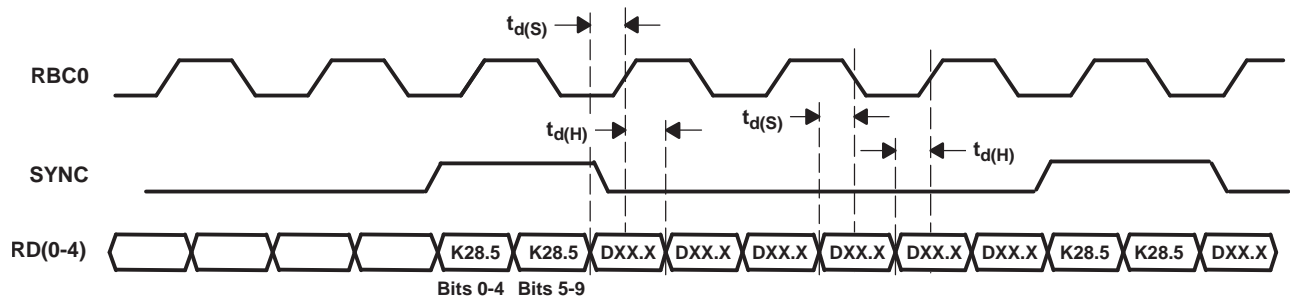 td(S)
RBC0
td(H)
td(S)
td(H)
SYNC
RD(0-4)
K28.5
K28.5
DXX.X
DXX.X
DXX.X
DXX.X
DXX.X
DXX.X
K28.5
K28.5
DXX.X
Bits 0-4
Bits 5-9